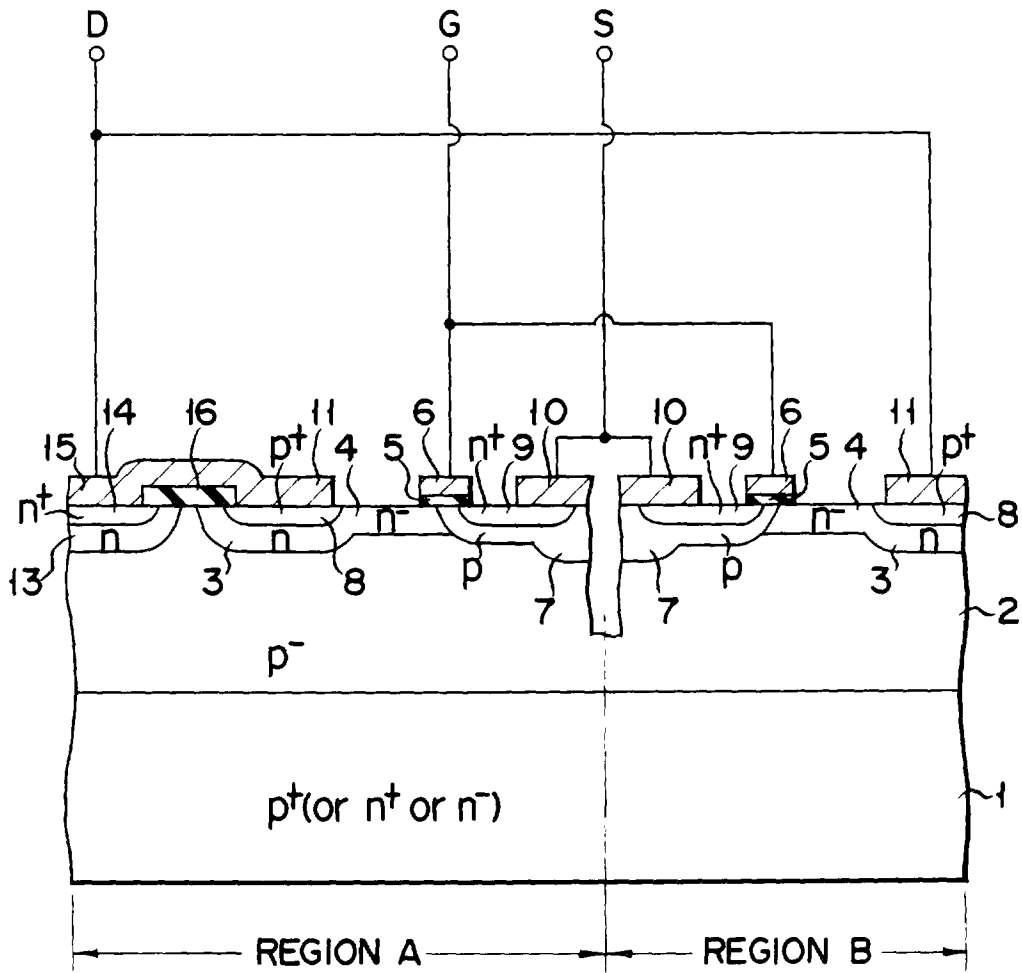 D G S
14 16 p+ 11 4 6 n+ 9 10 10 n+ 9 6 5 4 11 p+
15 5
n+ n- n- 8
n n p p n
13 3 8 7 7 3
2
p-
p+(or n+ or n-)
1
REGION A REGION B